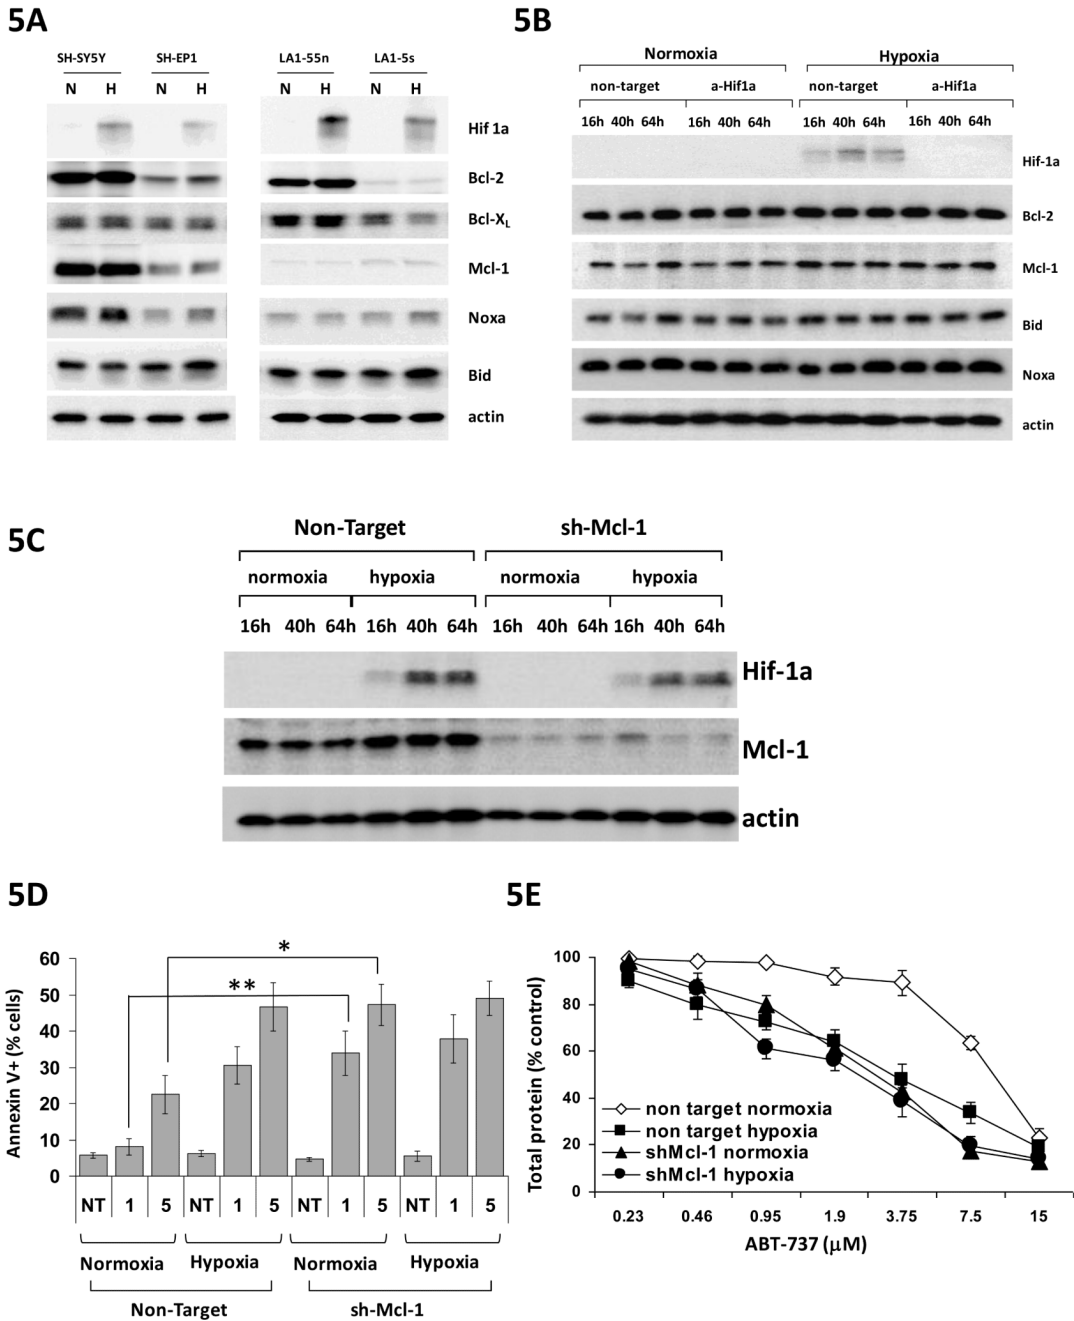 5A
SH-SY5Y SH-EP1 LA1-55n LA1-5s
N H N H N H N H
Hif 1a
Bcl-2
Bcl-XL
Mcl-1
Noxa
Bid
actin
5B
Normoxia Hypoxia
non-target a-Hif1a non-target a-Hif1a
16h 40h 64h 16h 40h 64h 16h 40h 64h 16h 40h 64h
Hif-1a
Bcl-2
Mcl-1
Bid
Noxa
actin
5C
Non-Target sh-Mcl-1
normoxia hypoxia normoxia hypoxia
16h 40h 64h 16h 40h 64h 16h 40h 64h 16h 40h 64h
Hif-1a
Mcl-1
actin
5D
Annexin V+ (% cells)
60
50
40
30
20
10
0
*
**
NT 1 5 NT 1 5 NT 1 5 NT 1 5
Normoxia Hypoxia Normoxia Hypoxia
Non-Target sh-Mcl-1
5E
Total protein (% control)
100
80
60
40
20
0
non target normoxia
non target hypoxia
shMcl-1 normoxia
shMcl-1 hypoxia
0.23 0.46 0.95 1.9 3.75 7.5 15
ABT-737 (μM)